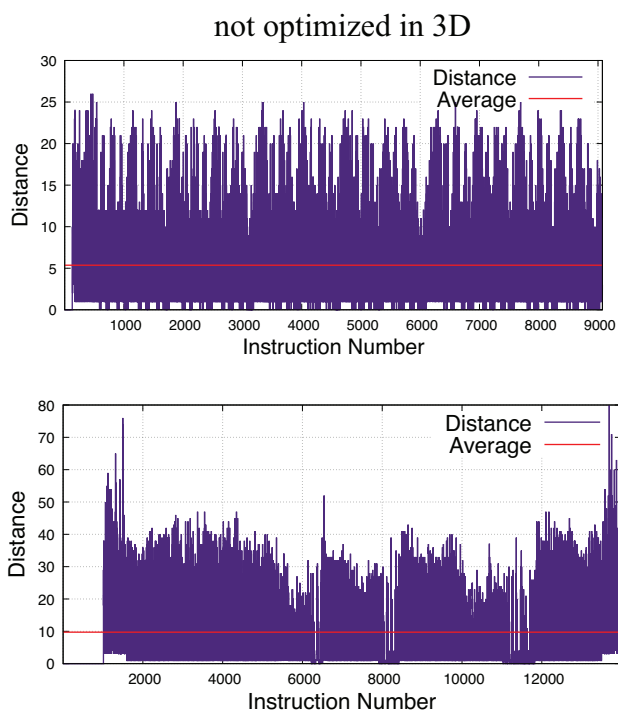 not optimized in 3D
30
25
20
15
10
5
0
Distance
Distance
Average
1000 2000 3000 4000 5000 6000 7000 8000 9000
Instruction Number
80
70
60
50
40
30
20
10
0
Distance
Distance
Average
2000 4000 6000 8000 10000 12000
Instruction Number